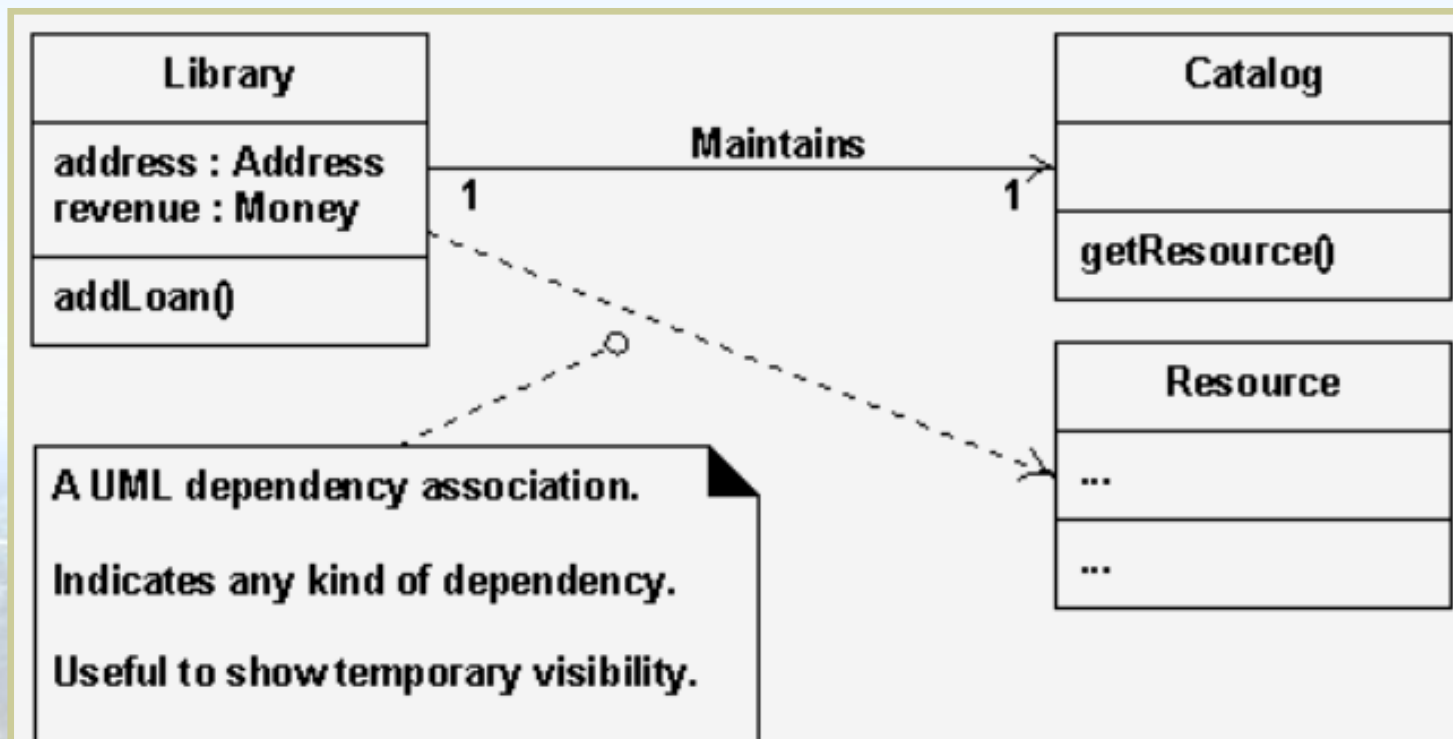 Library
address : Address
revenue : Money
addLoan()
Maintains
1
1
Catalog
getResource()
Resource
...
...
A UML dependency association.
Indicates any kind of dependency.
Useful to show temporary visibility.